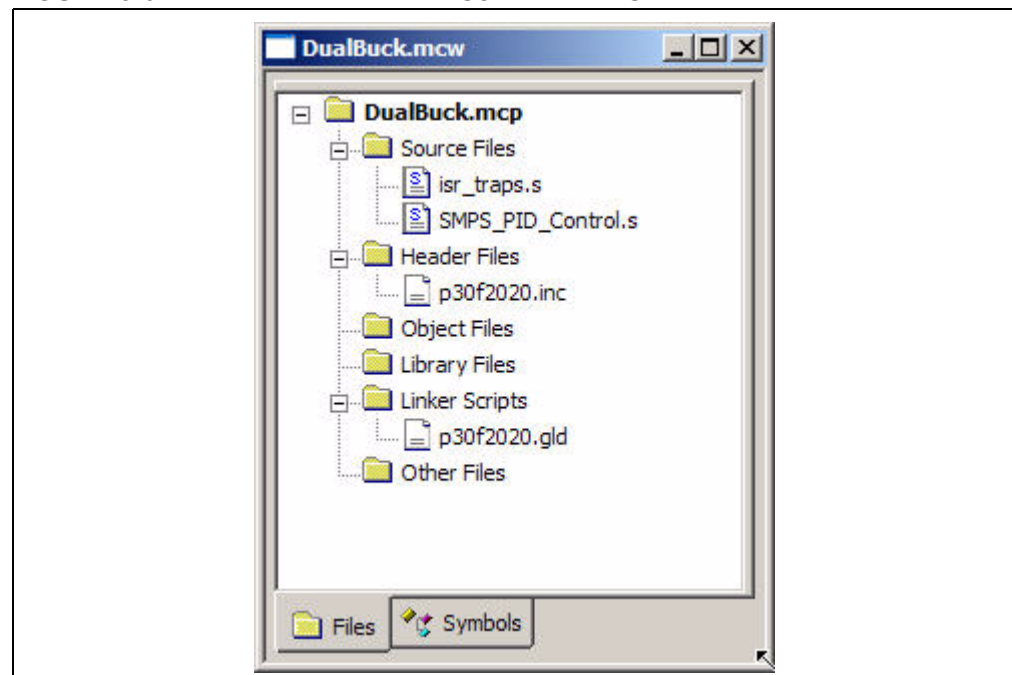 DualBuck.mcw
DualBuck.mcp
Source Files
isr_traps.s
SMPS_PID_Control.s
Header Files
p30f2020.inc
Object Files
Library Files
Linker Scripts
p30f2020.gld
Other Files
Files Symbols